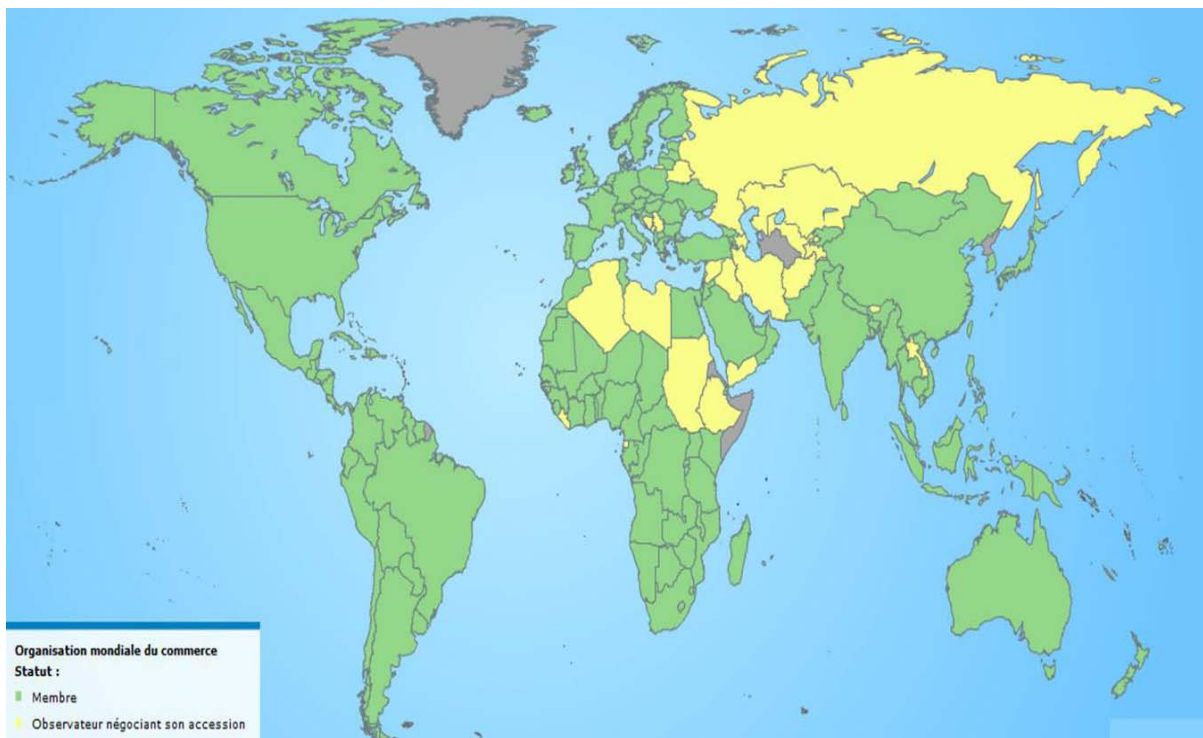 Organisation mondiale du commerce
Statut :
Membre
Observateur négociant son accession